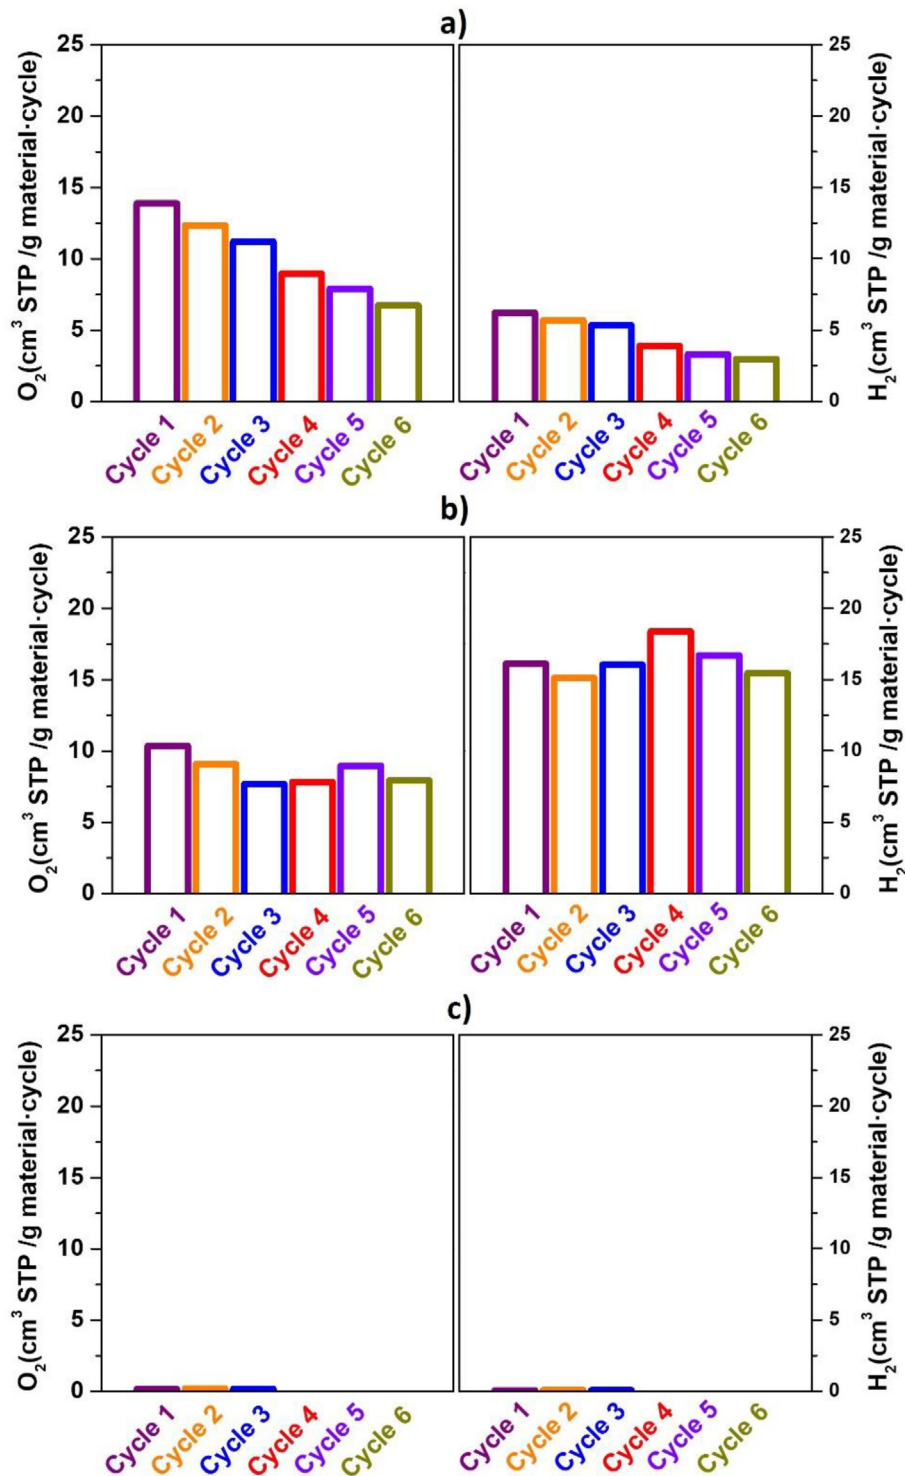 a)
O₂(cm³ STP /g material·cycle)
25
20
15
10
5
0
Cycle 1
Cycle 2
Cycle 3
Cycle 4
Cycle 5
Cycle 6
Cycle 1
Cycle 2
Cycle 3
Cycle 4
Cycle 5
Cycle 6
25
20
15
10
5
0
H₂(cm³ STP /g material·cycle)
b)
O₂(cm³ STP /g material·cycle)
25
20
15
10
5
0
Cycle 1
Cycle 2
Cycle 3
Cycle 4
Cycle 5
Cycle 6
Cycle 1
Cycle 2
Cycle 3
Cycle 4
Cycle 5
Cycle 6
25
20
15
10
5
0
H₂(cm³ STP /g material·cycle)
c)
O₂(cm³ STP /g material·cycle)
25
20
15
10
5
0
Cycle 1
Cycle 2
Cycle 3
Cycle 4
Cycle 5
Cycle 6
Cycle 1
Cycle 2
Cycle 3
Cycle 4
Cycle 5
Cycle 6
25
20
15
10
5
0
H₂(cm³ STP /g material·cycle)